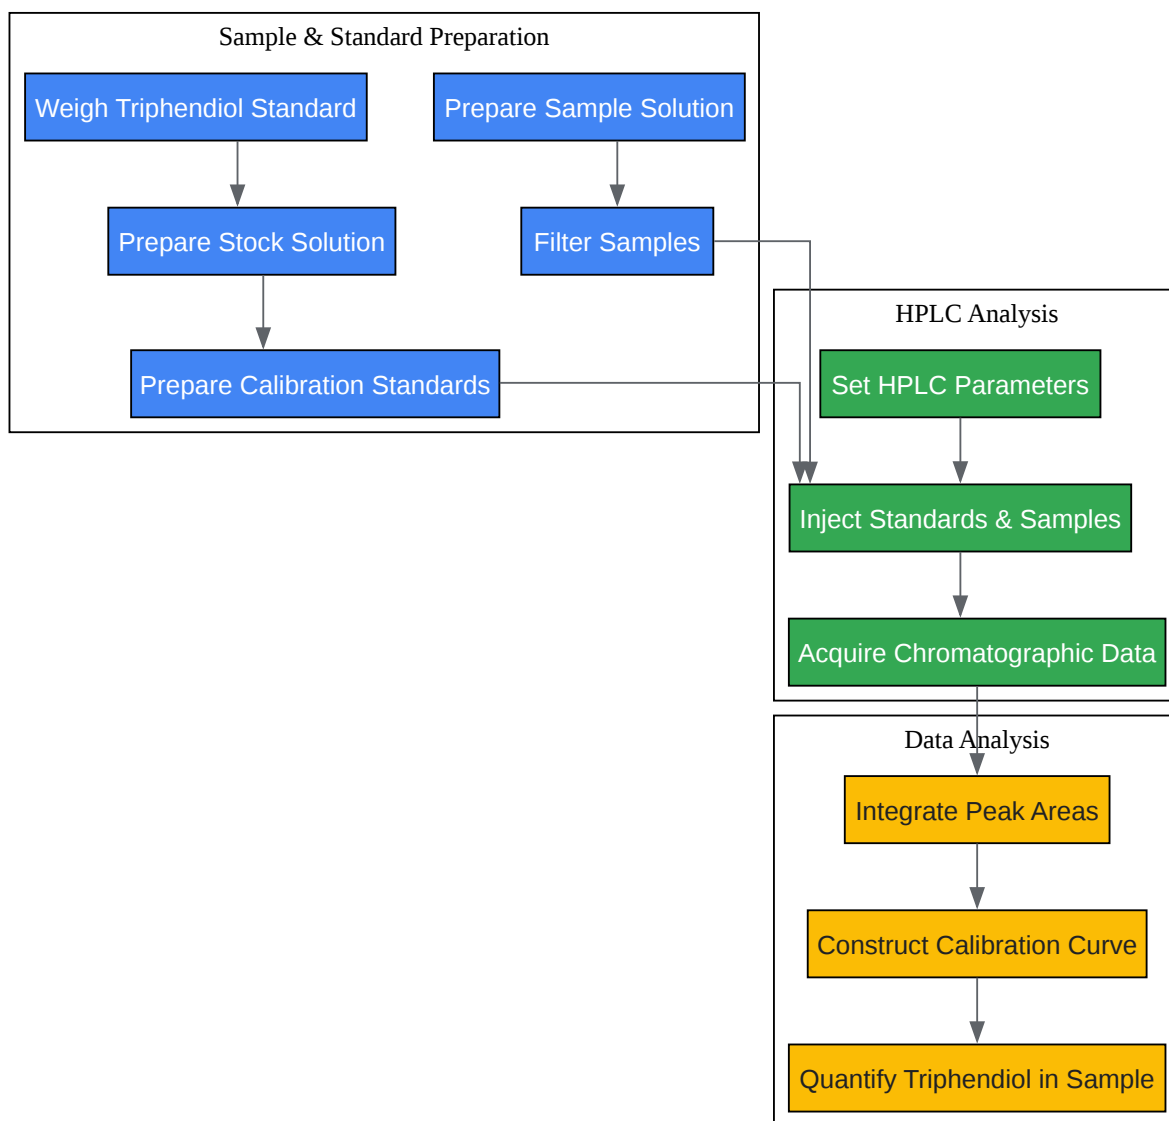 Sample & Standard Preparation
Weigh Triphendiol Standard
Prepare Sample Solution
Prepare Stock Solution
Filter Samples
Prepare Calibration Standards
HPLC Analysis
Set HPLC Parameters
Inject Standards & Samples
Acquire Chromatographic Data
Data Analysis
Integrate Peak Areas
Construct Calibration Curve
Quantify Triphendiol in Sample